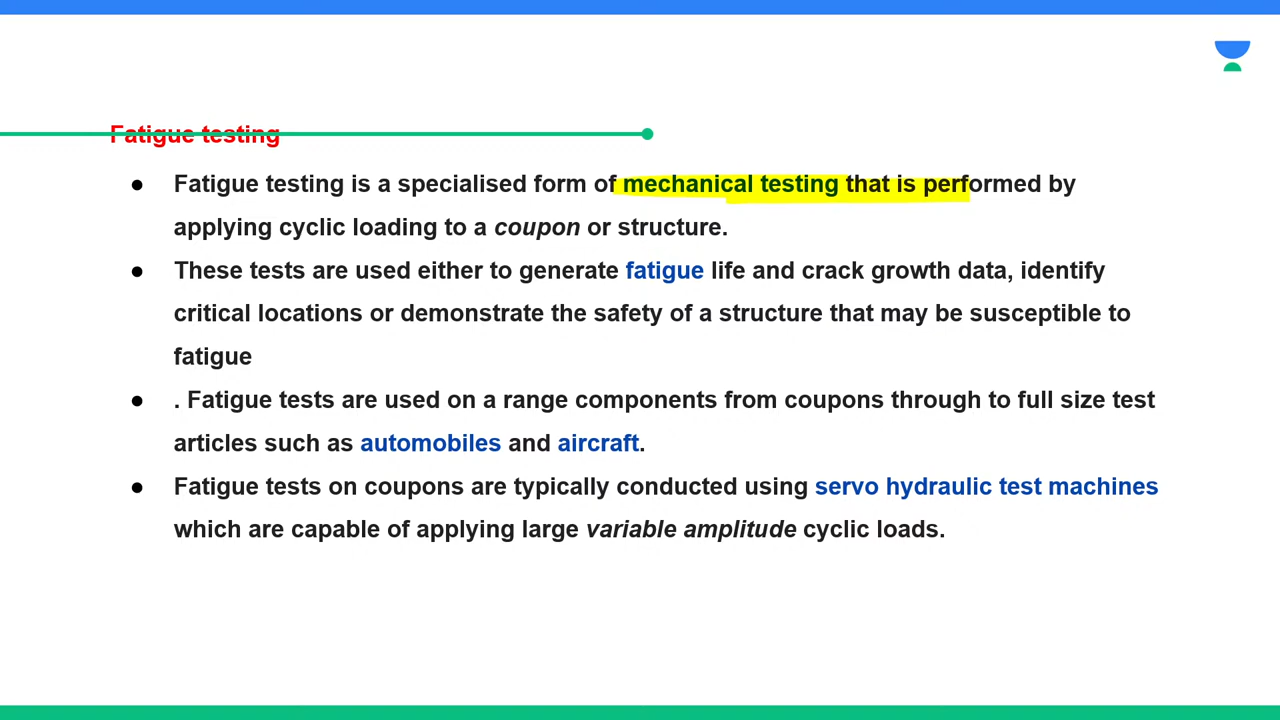 Fatigue testing
● Fatigue testing is a specialised form of mechanical testing that is performed by
applying cyclic loading to a coupon or structure.
● These tests are used either to generate fatigue life and crack growth data, identify
critical locations or demonstrate the safety of a structure that may be susceptible to
fatigue
● . Fatigue tests are used on a range components from coupons through to full size test
articles such as automobiles and aircraft.
● Fatigue tests on coupons are typically conducted using servo hydraulic test machines
which are capable of applying large variable amplitude cyclic loads.